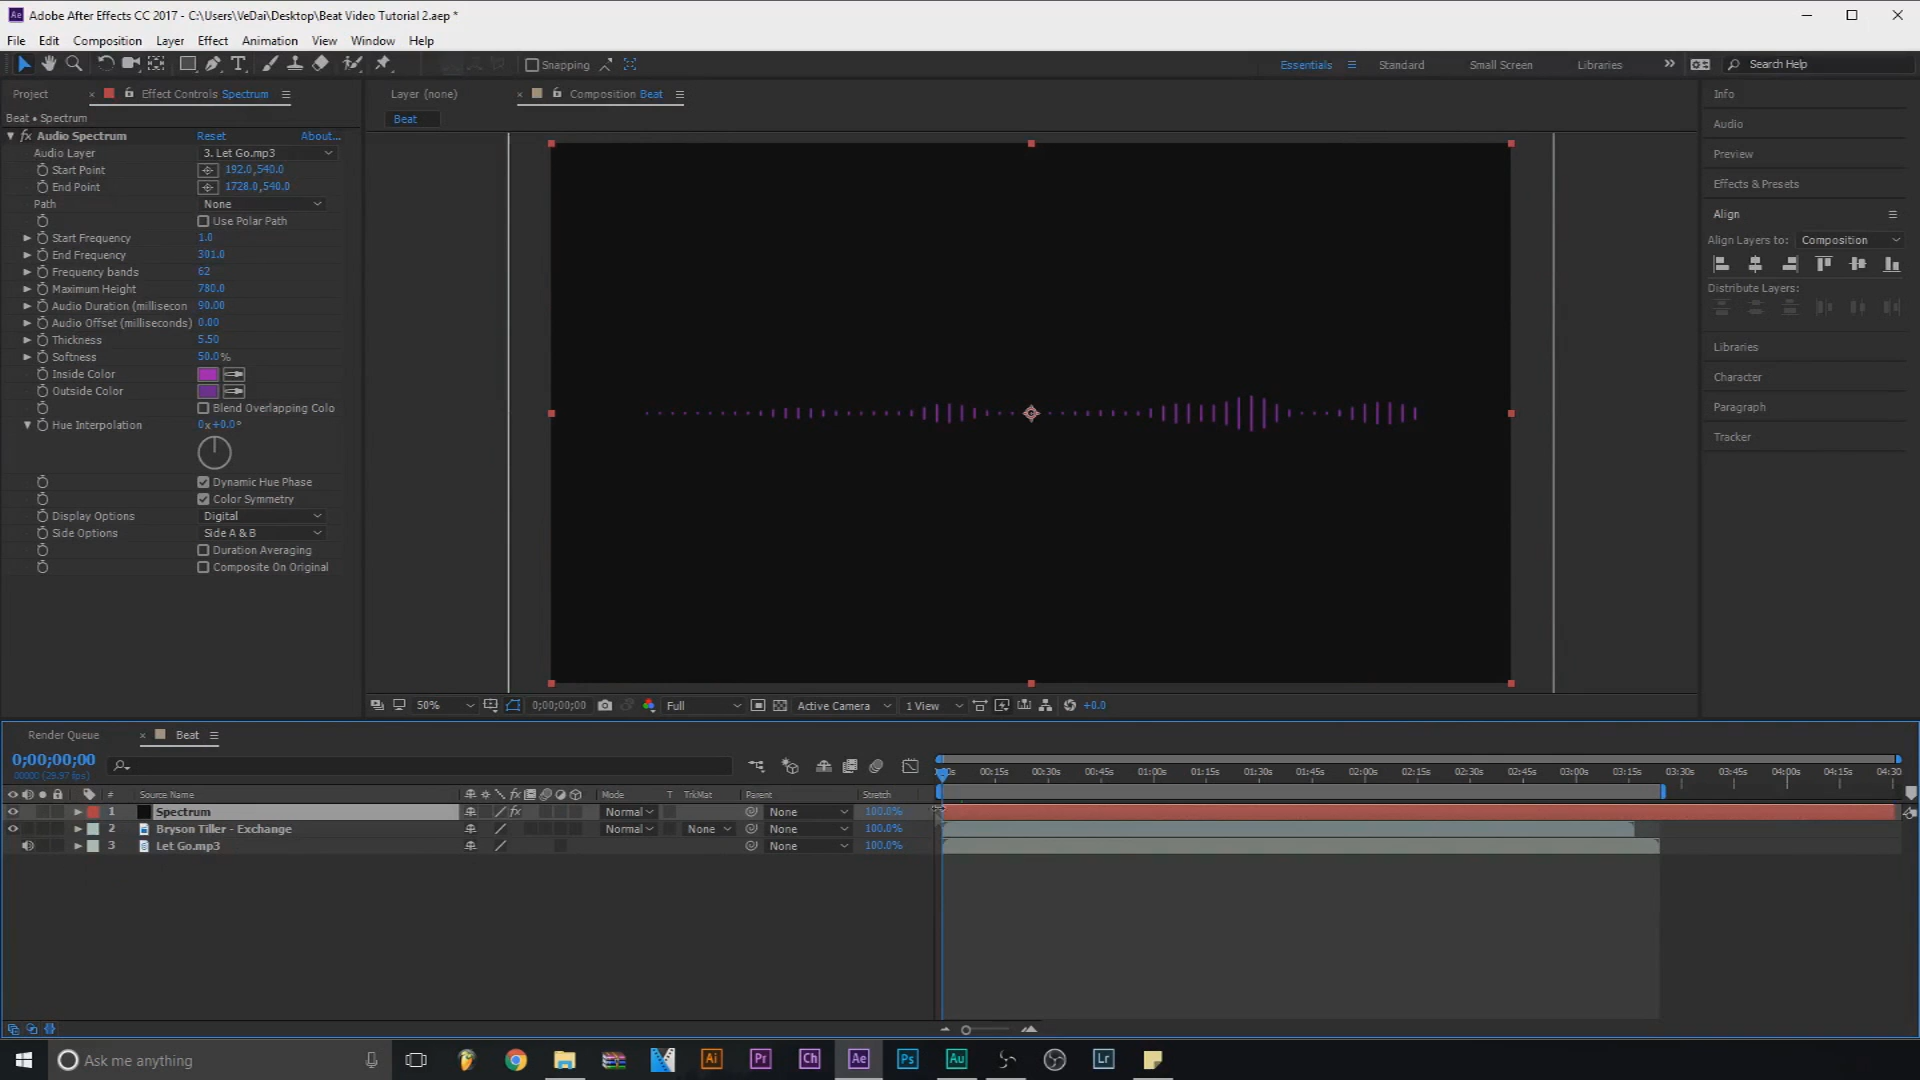 Adobe After Effects CC 2017 - C:\Users\VeDai\Desktop\Beat Video Tutorial 2.aep *
File Edit Composition Layer Effect Animation View Window Help
Snapping
Essentials Standard Small Screen Libraries Search Help
Project Effect Controls Spectrum
Layer (none) Composition Beat
Beat • Spectrum
Beat
Audio Spectrum Reset About...
Audio Layer 3. Let Go.mp3
Start Point 192.0,540.0
End Point 1728.0,540.0
Path None
Use Polar Path
Start Frequency 1.0
End Frequency 301.0
Frequency bands 62
Maximum Height 780.0
Audio Duration (millisecon 90.00
Audio Offset (milliseconds) 0.00
Thickness 5.50
Softness 50.0%
Inside Color
Outside Color
Blend Overlapping Colo
Hue Interpolation 0x+0.0°
Dynamic Hue Phase
Color Symmetry
Display Options Digital
Side Options Side A & B
Duration Averaging
Composite On Original
Info
Audio
Preview
Effects & Presets
Align
Align Layers to: Composition
Distribute Layers:
Libraries
Character
Paragraph
Tracker
50% 0;00;00;00 Full Active Camera 1 View +0.0
Render Queue Beat
0;00;00;00
00000 (29.97 fps)
00:15s 00:30s 00:45s 01:00s 01:15s 01:30s 01:45s 02:00s 02:15s 02:30s 02:45s 03:00s 03:15s 03:30s 03:45s 04:00s 04:15s 04:30
# Source Name Mode T TrkMat Parent Stretch
1 Spectrum Normal None 100.0%
2 Bryson Tiller - Exchange Normal None None 100.0%
3 Let Go.mp3 None 100.0%
Ask me anything
Ai Pr Ch Ae Ps Au Lr